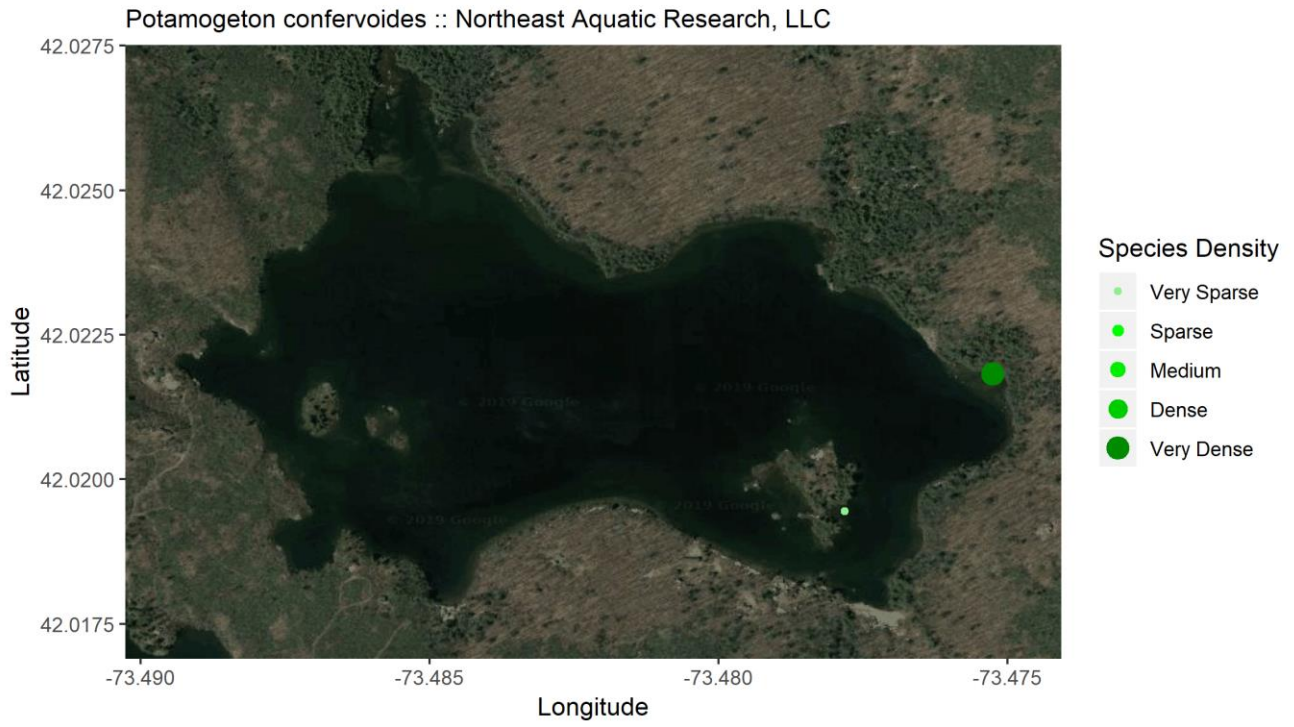 Potamogeton confervoides :: Northeast Aquatic Research, LLC
42.0275
42.0250
42.0225
42.0200
42.0175
Latitude
-73.490
-73.485
-73.480
-73.475
Longitude
© 2019 Google
© 2019 Google
© 2019 Google
2019 Google
Species Density
Very Sparse
Sparse
Medium
Dense
Very Dense